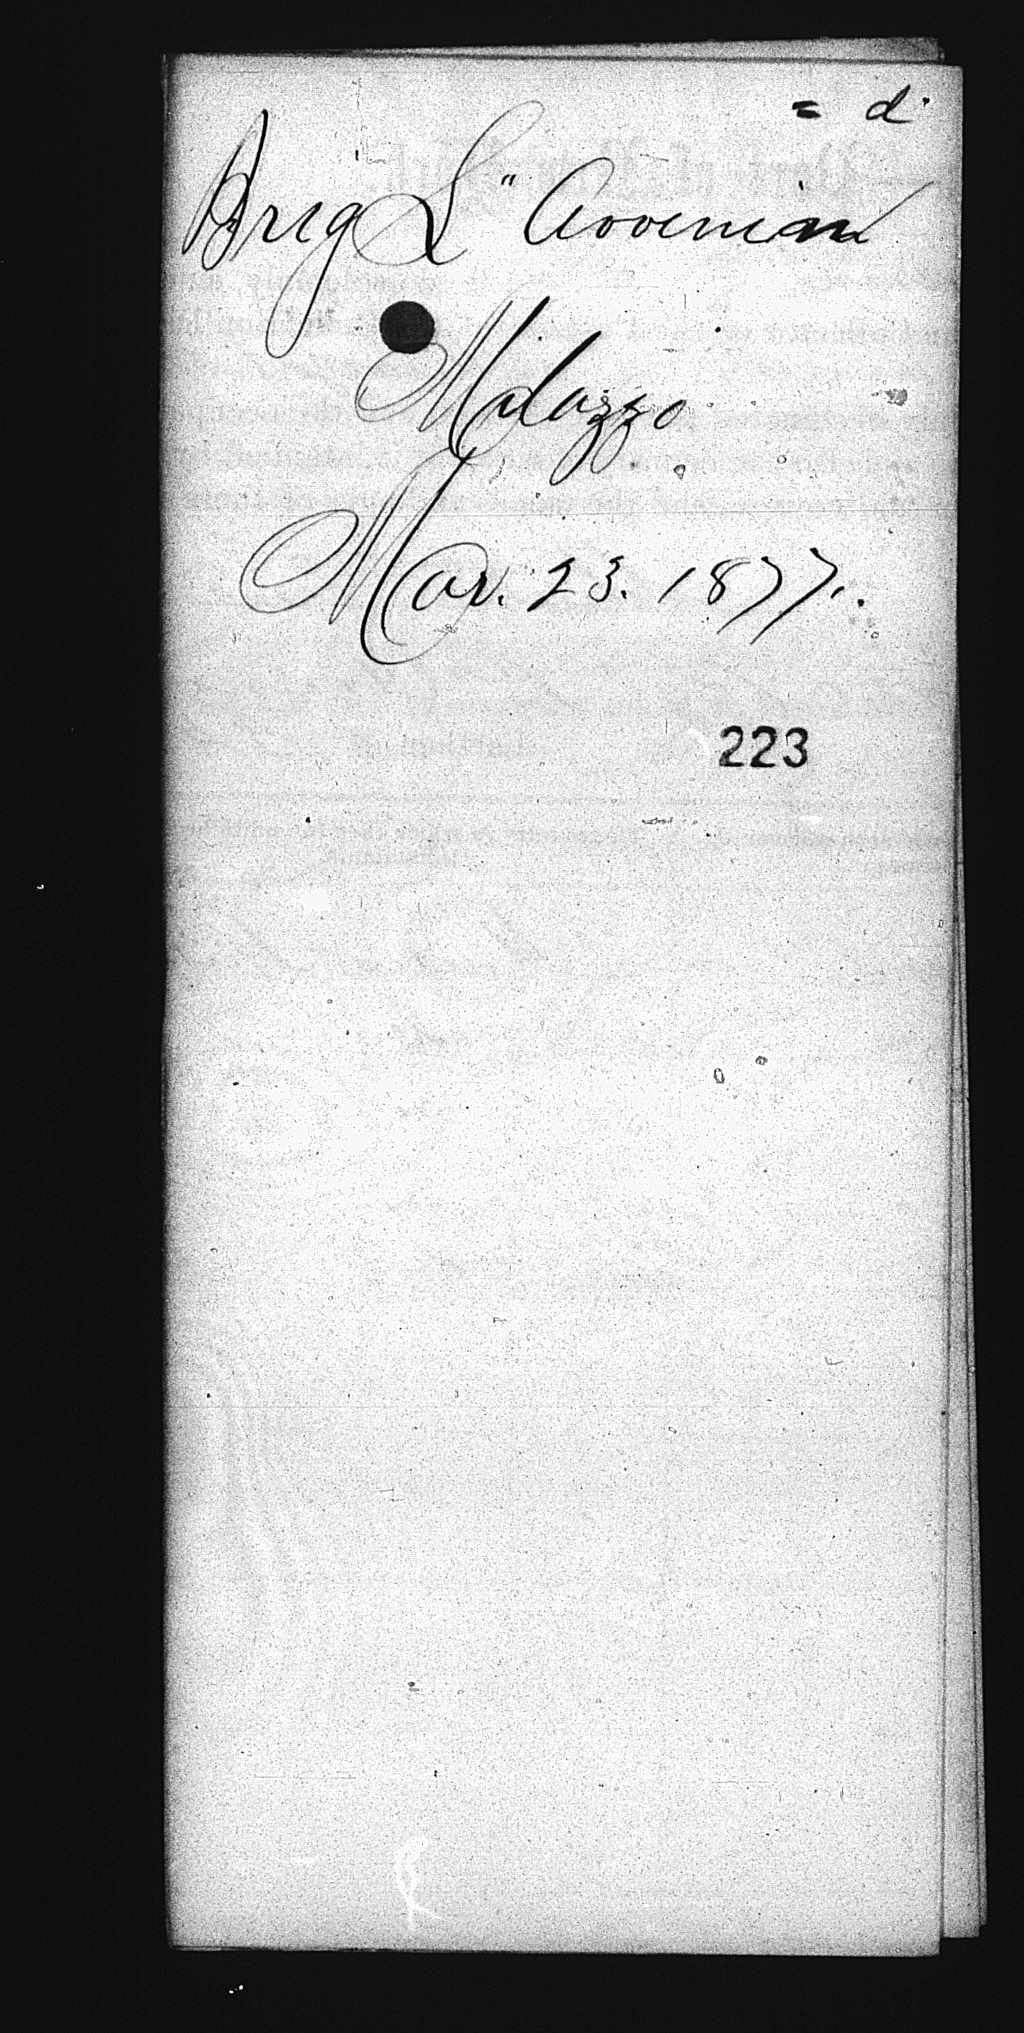 = d.
Brig L" Avvenire
Milazzo
Mar. 23. 1877.
223